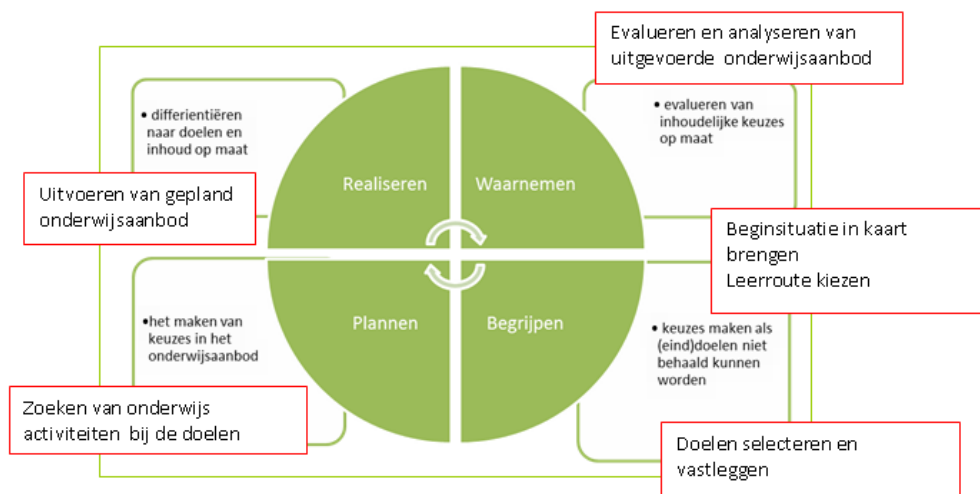 Evalueren en analyseren van
uitgevoerde onderwijsaanbod
• differientiëren
naar doelen en
inhoud op maat
• evalueren van
inhoudelijke keuzes
op maat
Realiseren
Waarnemen
Uitvoeren van gepland
onderwijsaanbod
Beginsituatie in kaart
brengen
Leerroute kiezen
•het maken van
keuzes in het
onderwijsaanbod
Plannen
Begrijpen
• keuzes maken als
(eind)doelen niet
behaald kunnen
worden
Zoeken van onderwijs
activiteiten bij de doelen
Doelen selecteren en
vastleggen